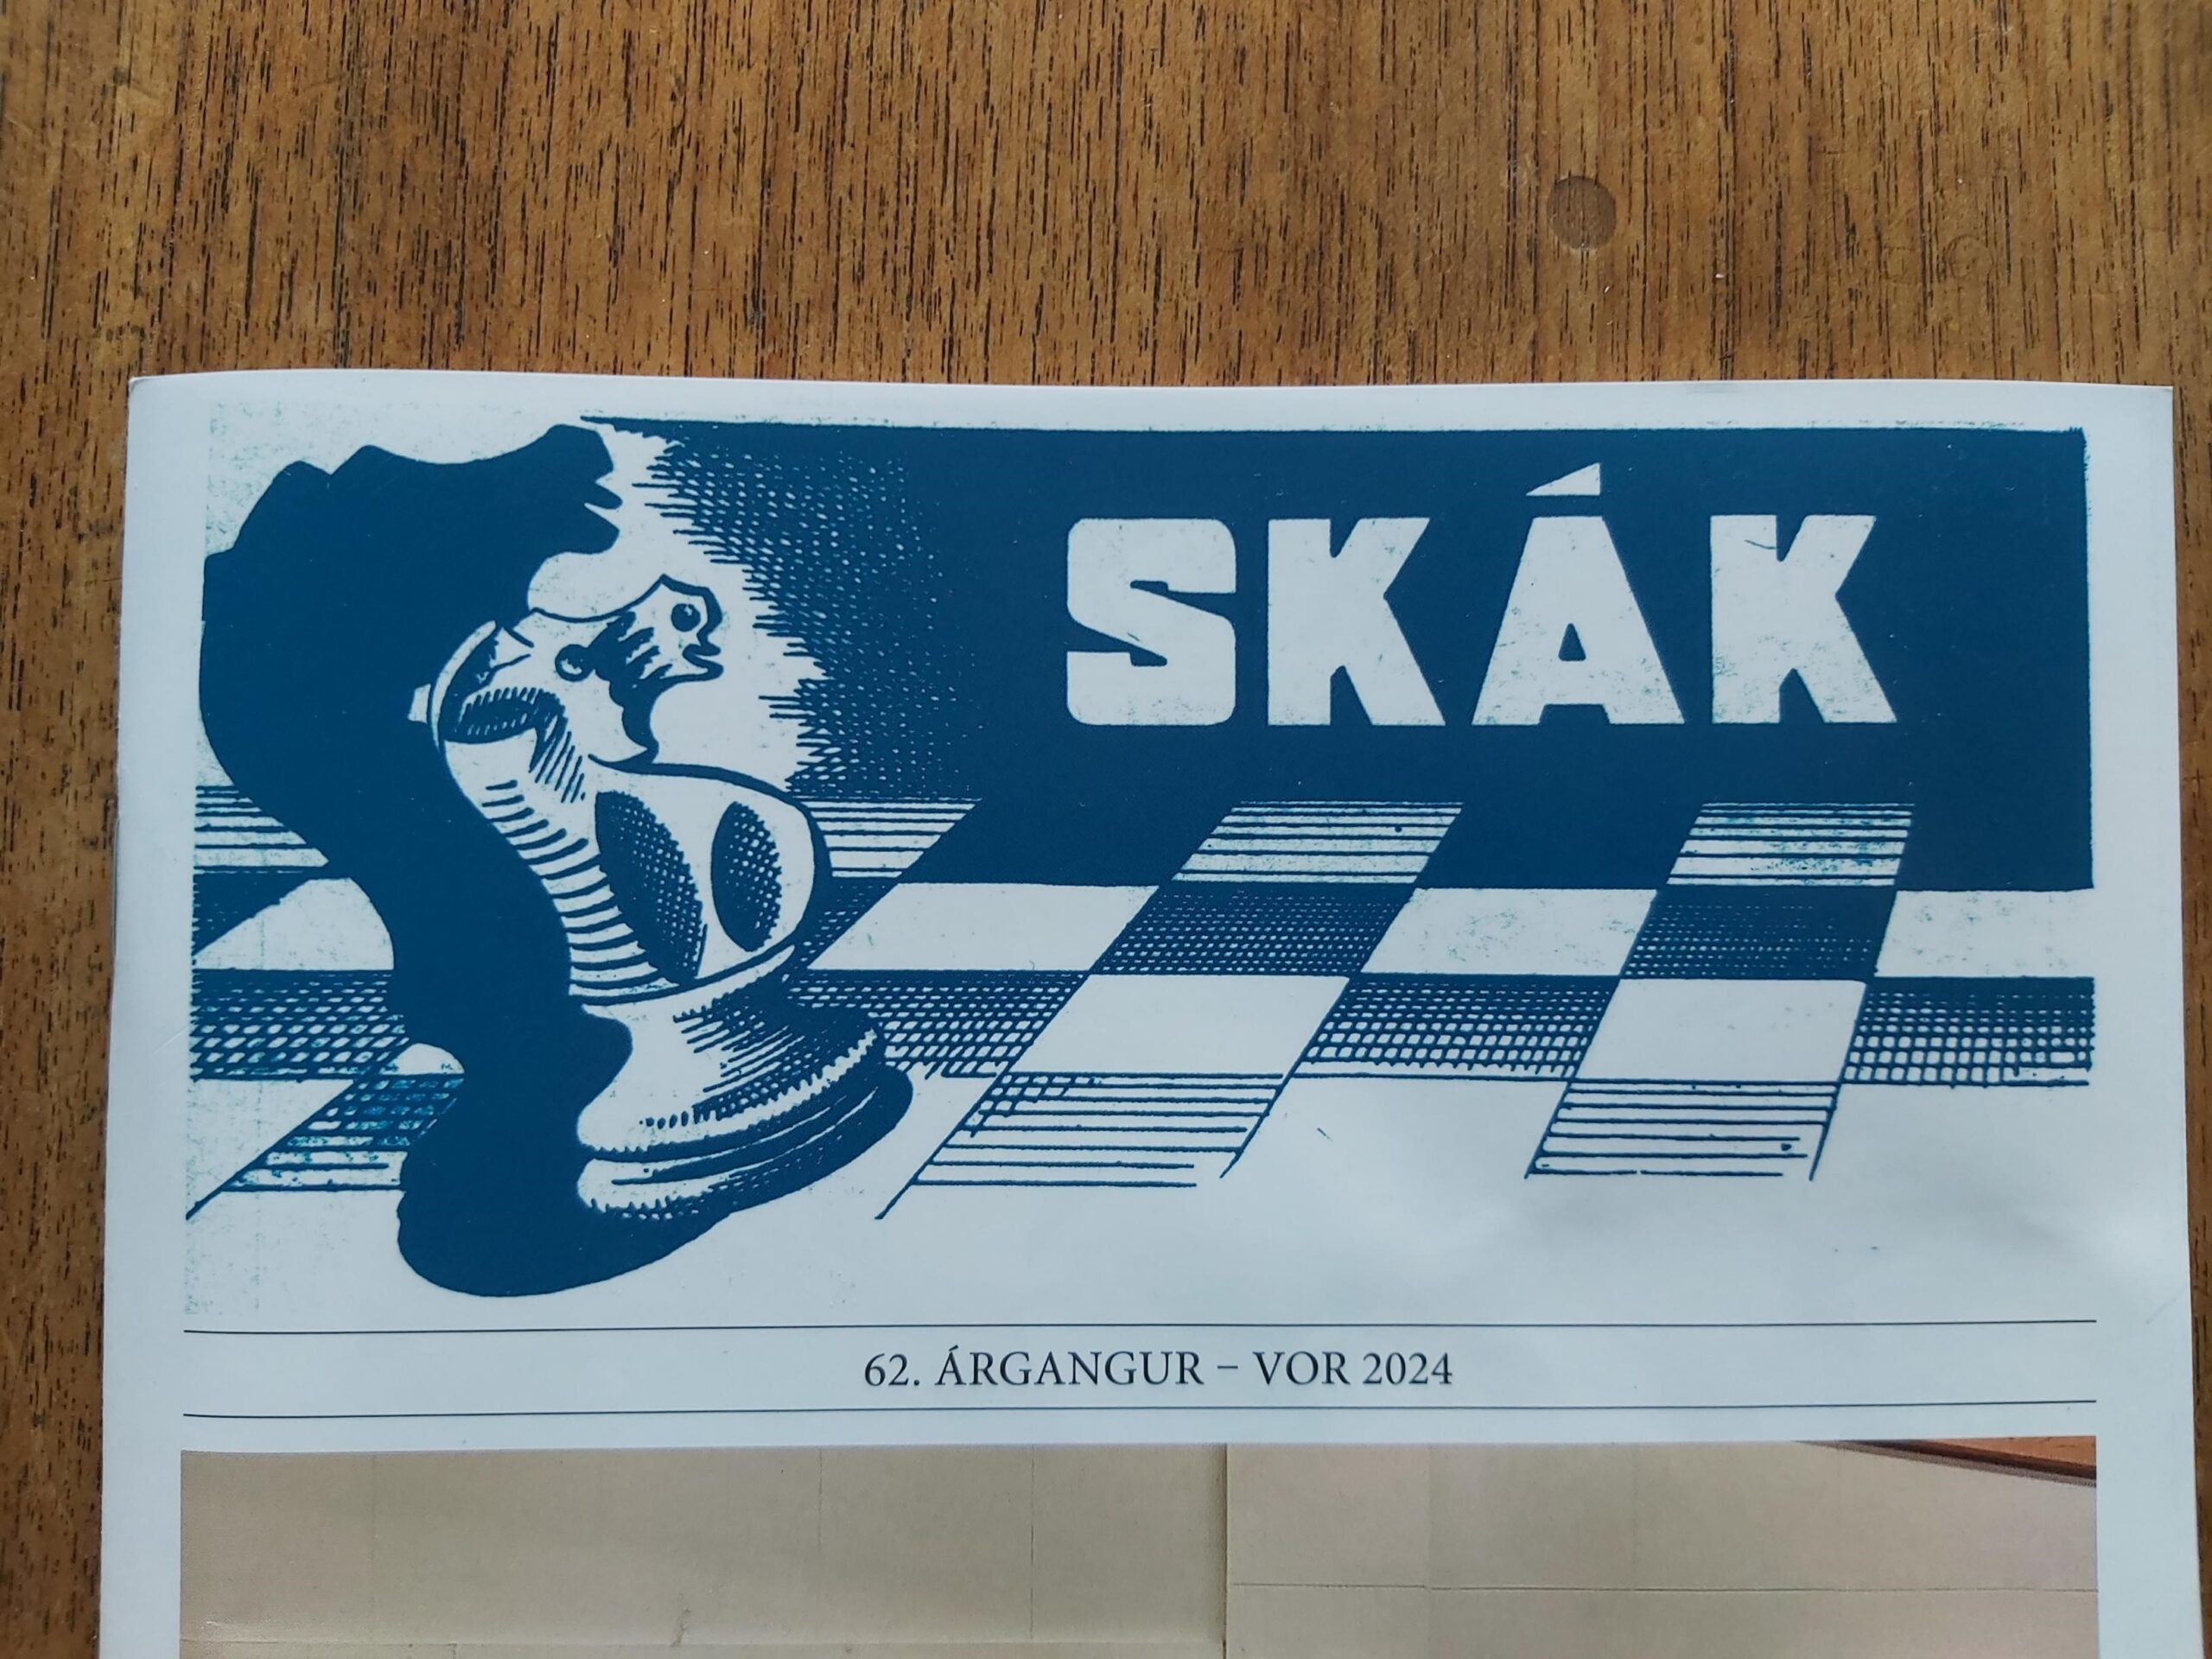 SKÁK
62. ÁRGANGUR – VOR 2024